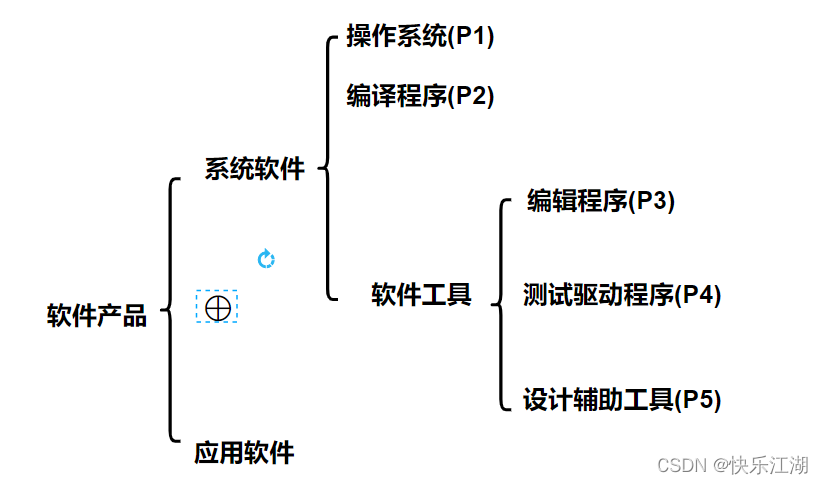 操作系统(P1)
编译程序(P2)
系统软件
编辑程序(P3)
软件工具
测试驱动程序(P4)
软件产品
设计辅助工具(P5)
应用软件
CSDN @快乐江湖